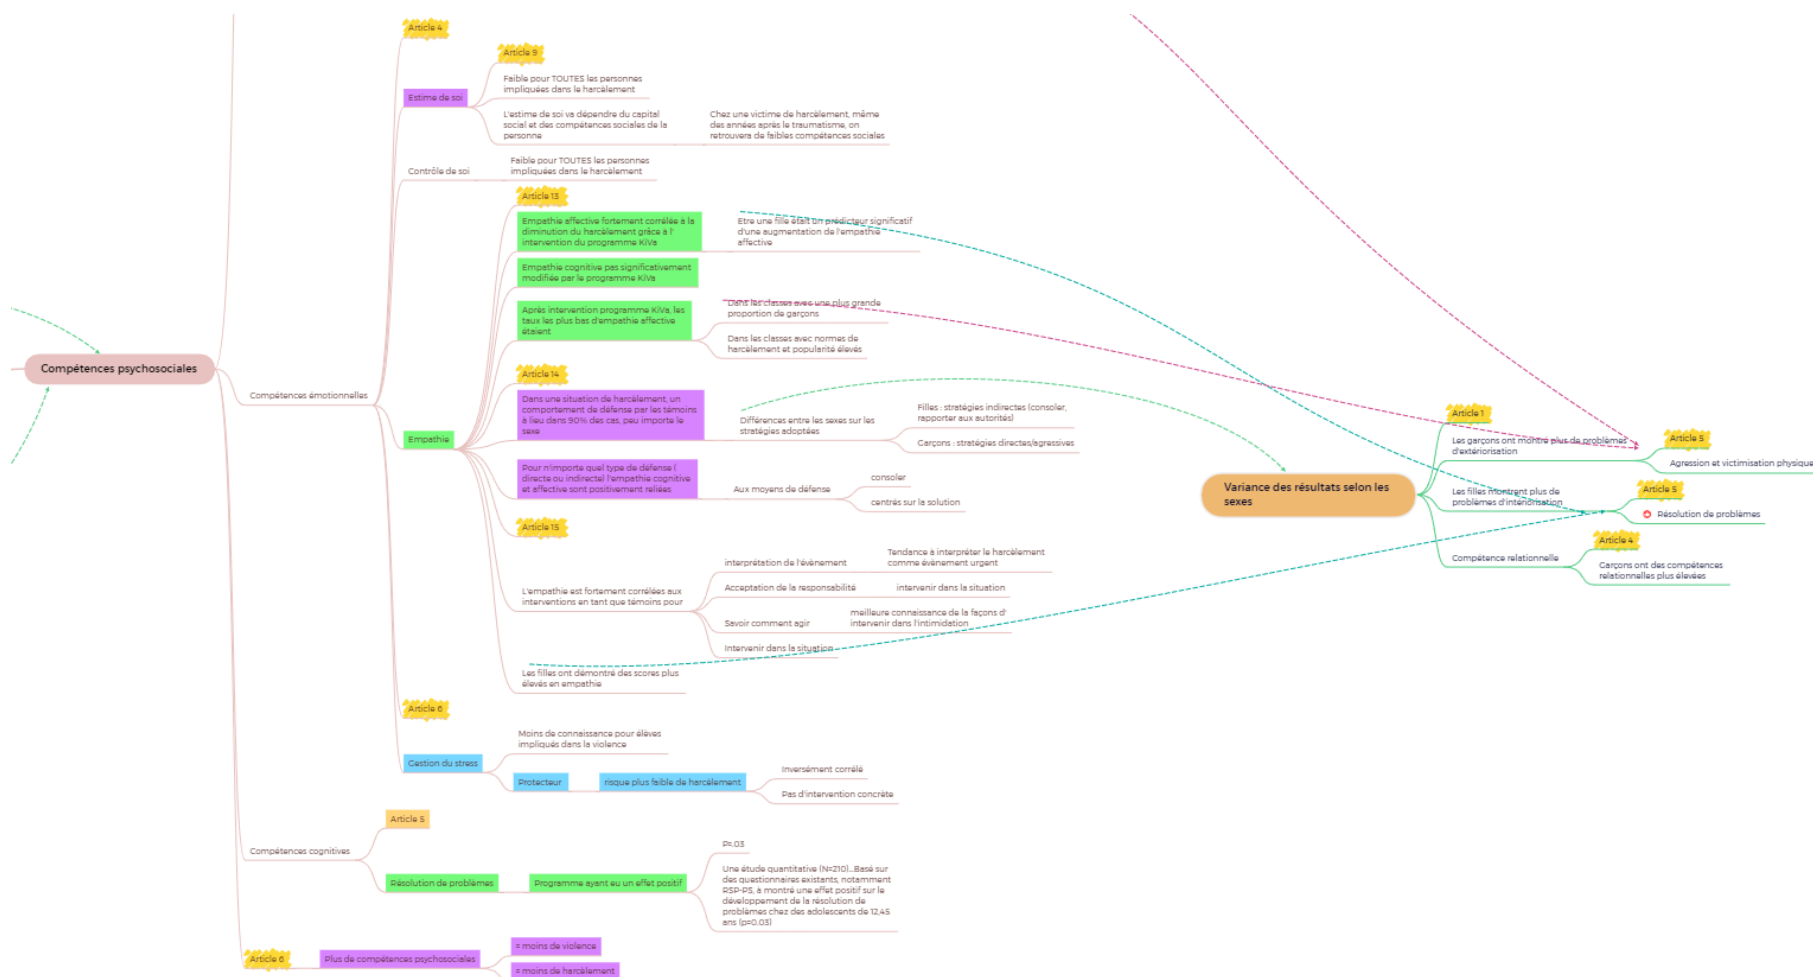 Article 4
Article 9
Estime de soi
Faible pour TOUTES les personnes
impliquées dans le harcèlement
L'estime de soi va dépendre du capital
social et des compétences sociales de la
personne
Chez une victime de harcèlement, même
des années après le traumatisme, on
retrouvera de faibles compétences sociales
Contrôle de soi
Faible pour TOUTES les personnes
impliquées dans le harcèlement
Article 13
Empathie affective fortement corrélée à la
diminution du harcèlement grâce à l'
intervention du programme KiVa
Etre une fille était un prédicteur significatif
d'une augmentation de l'empathie
affective
Empathie cognitive pas significativement
modifiée par le programme KiVa
Après intervention programme KiVa, les
taux les plus bas d'empathie affective
étaient
Dans les classes avec une plus grande
proportion de garçons
Dans les classes avec normes de
harcèlement et popularité élevés
Compétences psychosociales
Compétences émotionnelles
Empathie
Article 14
Dans une situation de harcèlement, un
comportement de défense par les témoins
à lieu dans 90% des cas, peu importe le
sexe
Différences entre les sexes sur les
stratégies adoptées
Filles : stratégies indirectes (consoler,
rapporter aux autorités)
Garçons : stratégies directes/agressives
Pour n'importe quel type de défense (
directe ou indirecte) l'empathie cognitive
et affective sont positivement reliées
Aux moyens de défense
consoler
centrés sur la solution
Article 15
L'empathie est fortement corrélées aux
interventions en tant que témoins pour
interprétation de l'évènement
Tendance à interpréter le harcèlement
comme évènement urgent
Acceptation de la responsabilité
intervenir dans la situation
Savoir comment agir
meilleure connaissance de la façons d'
intervenir dans l'intimidation
Intervenir dans la situation
Les filles ont démontré des scores plus
élevés en empathie
Article 6
Gestion du stress
Moins de connaissance pour élèves
impliqués dans la violence
Protecteur
risque plus faible de harcèlement
Inversément corrélé
Pas d'intervention concrète
Compétences cognitives
Article 5
Résolution de problèmes
Programme ayant eu un effet positif
P=.03
Une étude quantitative (N=210)...Basé sur
des questionnaires existants, notamment
RSP-PS, à montré une effet positif sur le
développement de la résolution de
problèmes chez des adolescents de 12,45
ans (p=0.03)
Article 6
Plus de compétences psychosociales
= moins de violence
= moins de harcèlement
Variance des résultats selon les
sexes
Article 1
Les garçons ont montré plus de problèmes
d'extériorisation
Article 5
Agression et victimisation physique
Les filles montrent plus de
problèmes d'intériorisation
Article 5
Résolution de problèmes
Compétence relationnelle
Article 4
Garçons ont des compétences
relationnelles plus élevées